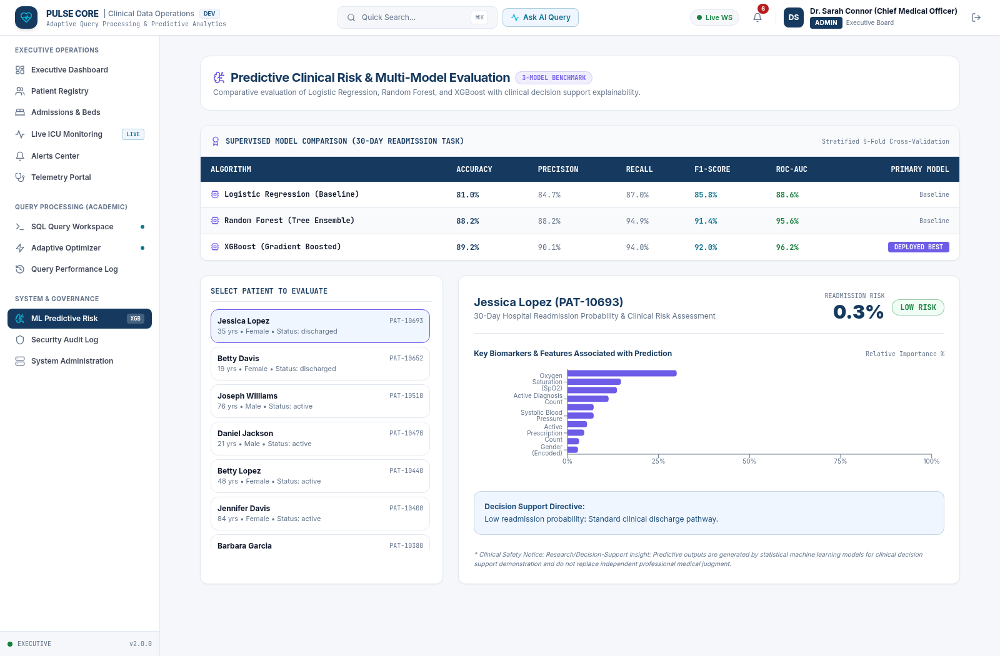 PULSE CORE | Clinical Data Operations DEV
Adaptive Query Processing & Predictive Analytics
Quick Search... ⌘K
Ask AI Query
Live WS
6
DS
Dr. Sarah Connor (Chief Medical Officer)
ADMIN Executive Board
EXECUTIVE OPERATIONS
Executive Dashboard
Patient Registry
Admissions & Beds
Live ICU Monitoring LIVE
Alerts Center
Telemetry Portal
QUERY PROCESSING (ACADEMIC)
SQL Query Workspace
Adaptive Optimizer
Query Performance Log
SYSTEM & GOVERNANCE
ML Predictive Risk XGB
Security Audit Log
System Administration
EXECUTIVE v2.0.0
Predictive Clinical Risk & Multi-Model Evaluation 3-MODEL BENCHMARK
Comparative evaluation of Logistic Regression, Random Forest, and XGBoost with clinical decision support explainability.
SUPERVISED MODEL COMPARISON (30-DAY READMISSION TASK) Stratified 5-Fold Cross-Validation
ALGORITHM ACCURACY PRECISION RECALL F1-SCORE ROC-AUC PRIMARY MODEL
Logistic Regression (Baseline) 81.0% 84.7% 87.0% 85.8% 88.6% Baseline
Random Forest (Tree Ensemble) 88.2% 88.2% 94.9% 91.4% 95.6% Baseline
XGBoost (Gradient Boosted) 89.2% 90.1% 94.0% 92.0% 96.2% DEPLOYED BEST
SELECT PATIENT TO EVALUATE
Jessica Lopez PAT-10693
35 yrs • Female • Status: discharged
Betty Davis PAT-10652
19 yrs • Female • Status: discharged
Joseph Williams PAT-10510
76 yrs • Male • Status: active
Daniel Jackson PAT-10470
21 yrs • Male • Status: active
Betty Lopez PAT-10440
48 yrs • Female • Status: active
Jennifer Davis PAT-10400
84 yrs • Female • Status: active
Barbara Garcia PAT-10380
Jessica Lopez (PAT-10693)
30-Day Hospital Readmission Probability & Clinical Risk Assessment
READMISSION RISK
0.3% LOW RISK
Key Biomarkers & Features Associated with Prediction Relative Importance %
Oxygen
Saturation
(SpO2)
Active Diagnosis
Count
Systolic Blood
Pressure
Active
Prescription
Count
Gender
(Encoded)
0% 25% 50% 75% 100%
Decision Support Directive:
Low readmission probability: Standard clinical discharge pathway.
* Clinical Safety Notice: Research/Decision-Support Insight: Predictive outputs are generated by statistical machine learning models for clinical decision
support demonstration and do not replace independent professional medical judgment.